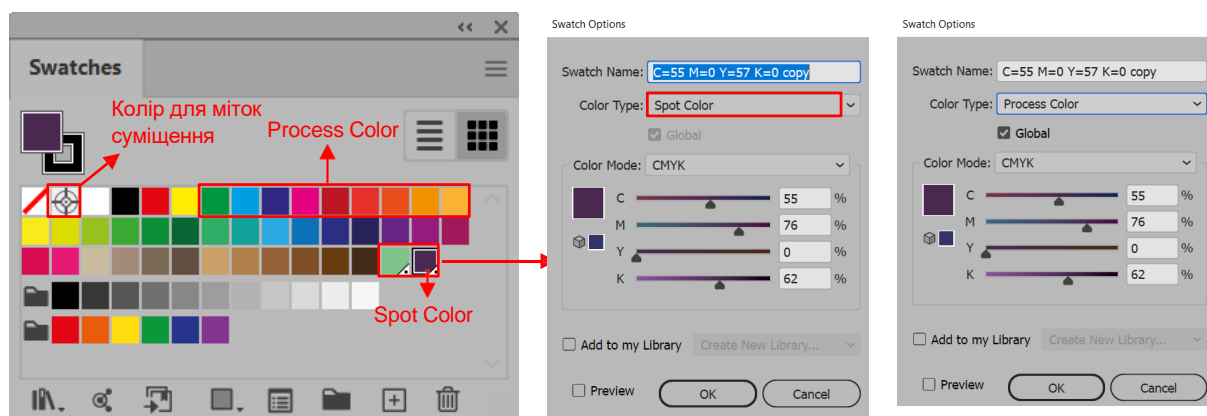 Swatches
Колір для міток
суміщення
Process Color
Spot Color
Swatch Options
Swatch Name: C=55 M=0 Y=57 K=0 copy
Color Type: Spot Color
Global
Color Mode: CMYK
C 55 %
M 76 %
Y 0 %
K 62 %
Add to my Library Create New Library...
Preview OK Cancel
Swatch Options
Swatch Name: C=55 M=0 Y=57 K=0 copy
Color Type: Process Color
Global
Color Mode: CMYK
C 55 %
M 76 %
Y 0 %
K 62 %
Add to my Library Create New Library...
Preview OK Cancel